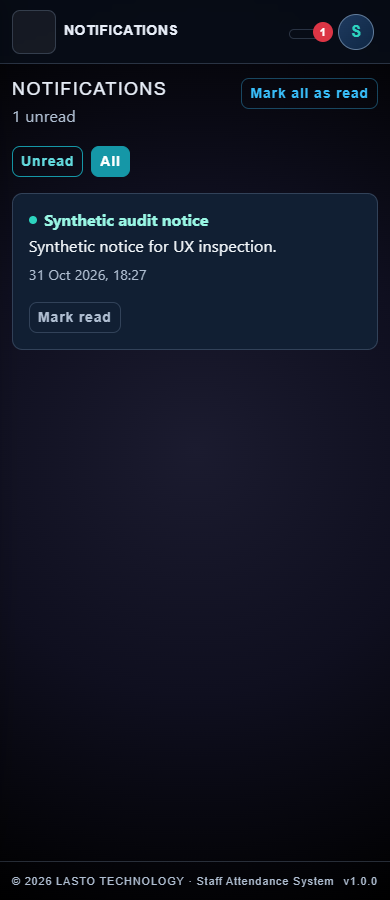 NOTIFICATIONS
1
S
NOTIFICATIONS
Mark all as read
1 unread
Unread
All
Synthetic audit notice
Synthetic notice for UX inspection.
31 Oct 2026, 18:27
Mark read
© 2026 LASTO TECHNOLOGY · Staff Attendance System v1.0.0